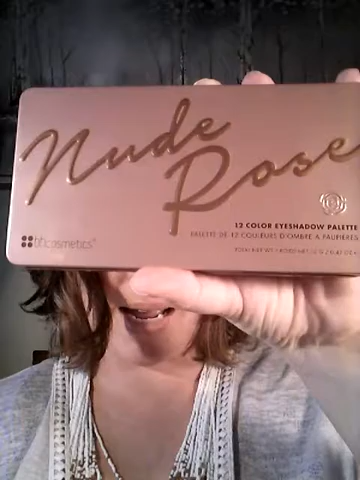 Nude
Rose
12 COLOR EYESHADOW PALETTE
PALETTE DE 12 COULEURS D'OMBRE À PAUPIÈRES
bhcosmetics